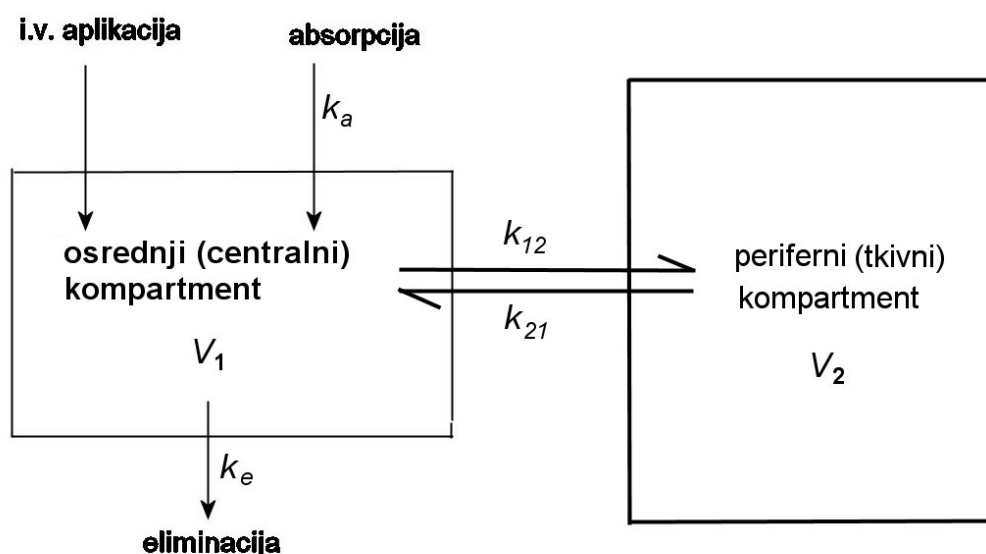 i.v. aplikacija
absorpcija
ka
osrednji (centralni)
kompartment
V1
k12
k21
periferni (tkivni)
kompartment
V2
ke
eliminacija